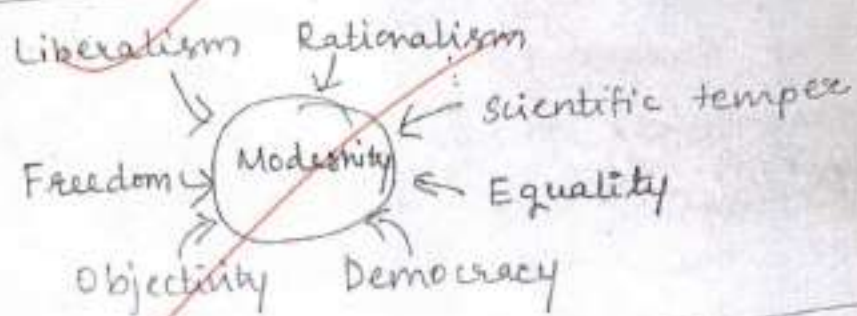 Liberalism Rationalism
scientific temper
Modernity
Freedom
Equality
Objectivity Democracy